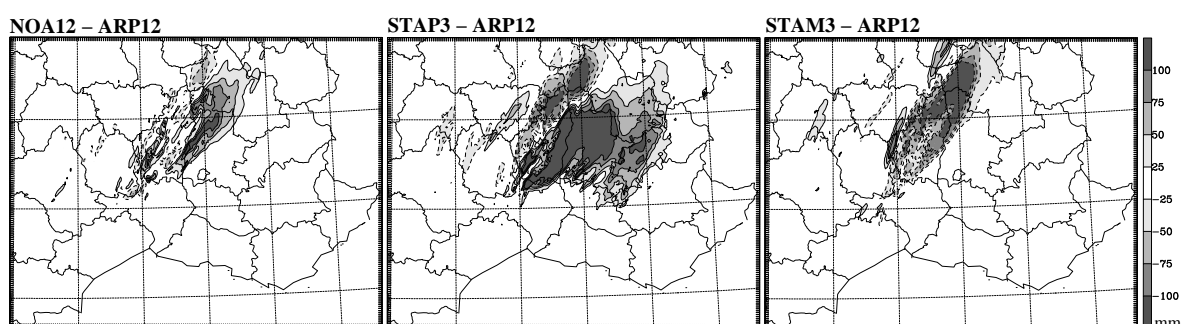 NOA12 – ARP12
STAP3 – ARP12
STAM3 – ARP12
100
75
50
25
−25
−50
−75
−100
mm